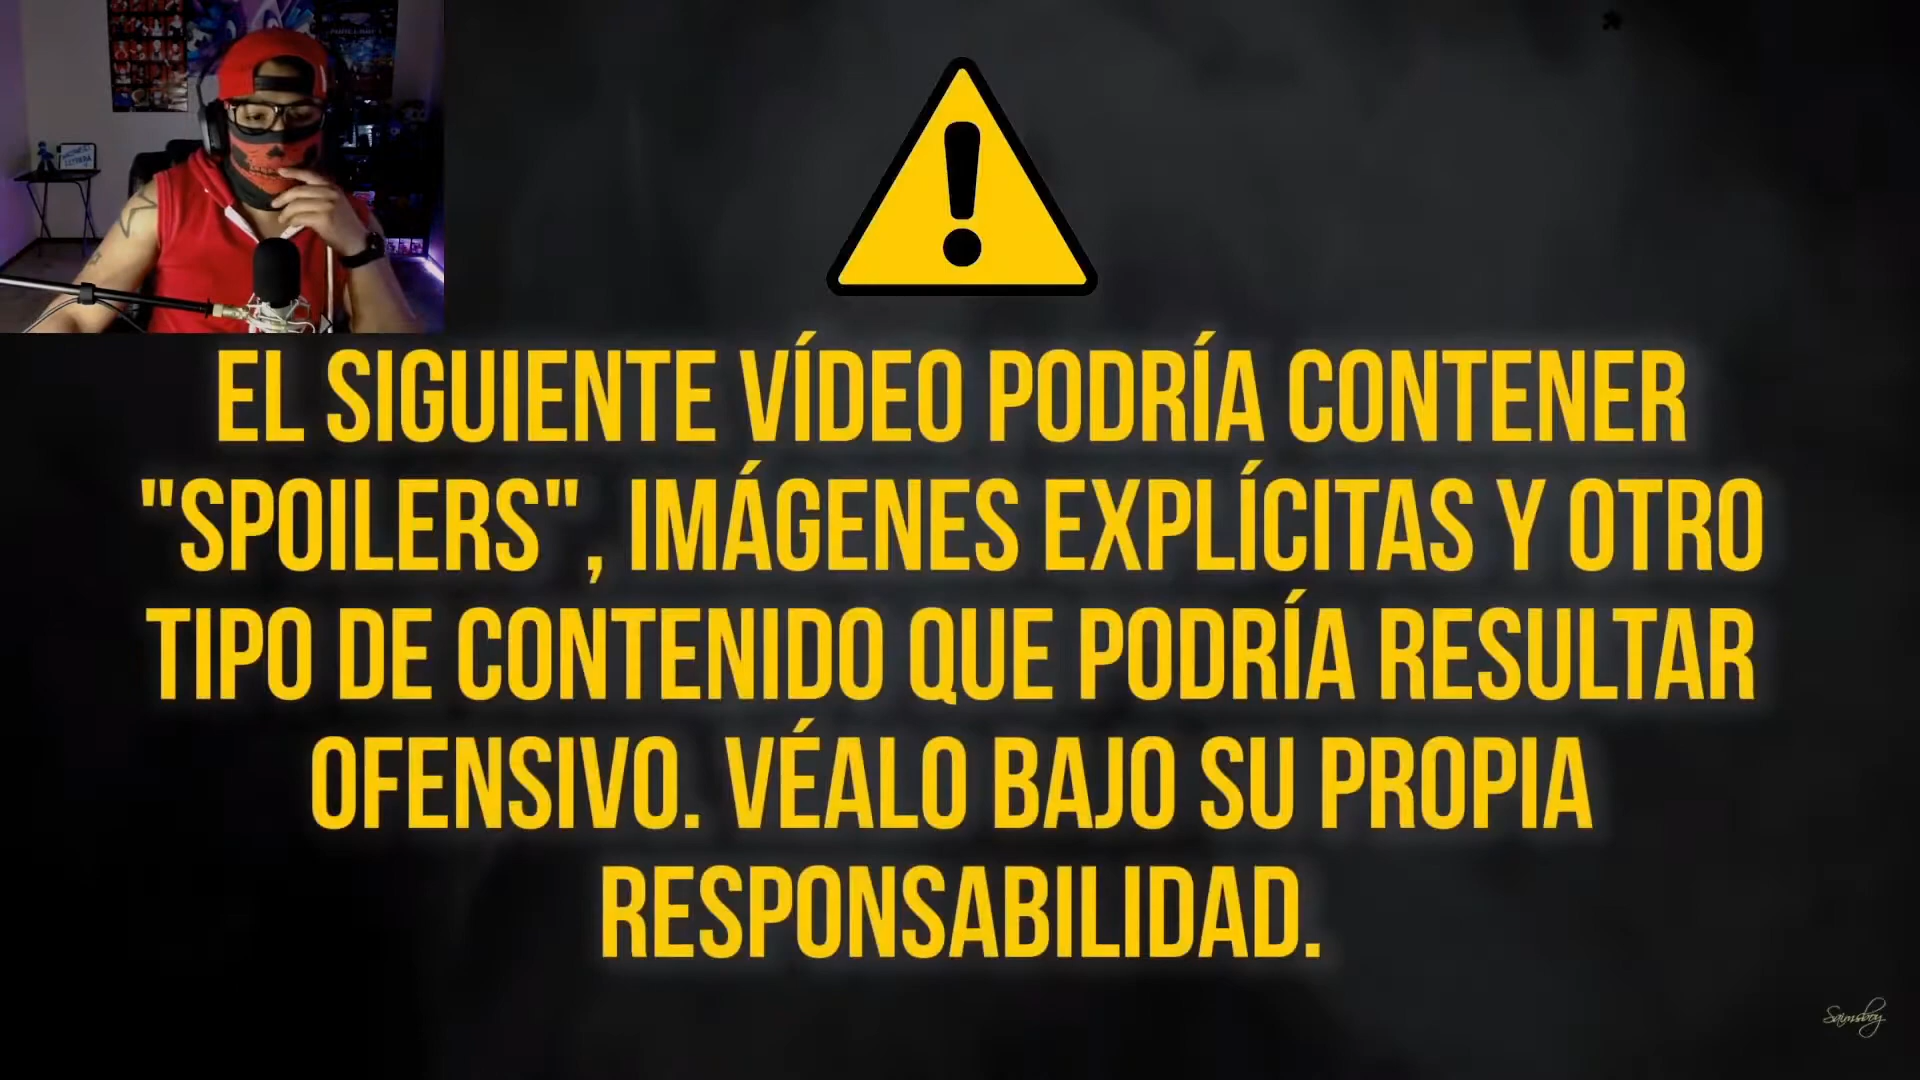 EL SIGUIENTE VÍDEO PODRÍA CONTENER
"SPOILERS", IMÁGENES EXPLÍCITAS Y OTRO
TIPO DE CONTENIDO QUE PODRÍA RESULTAR
OFENSIVO. VÉALO BAJO SU PROPIA
RESPONSABILIDAD.
Saimsboy